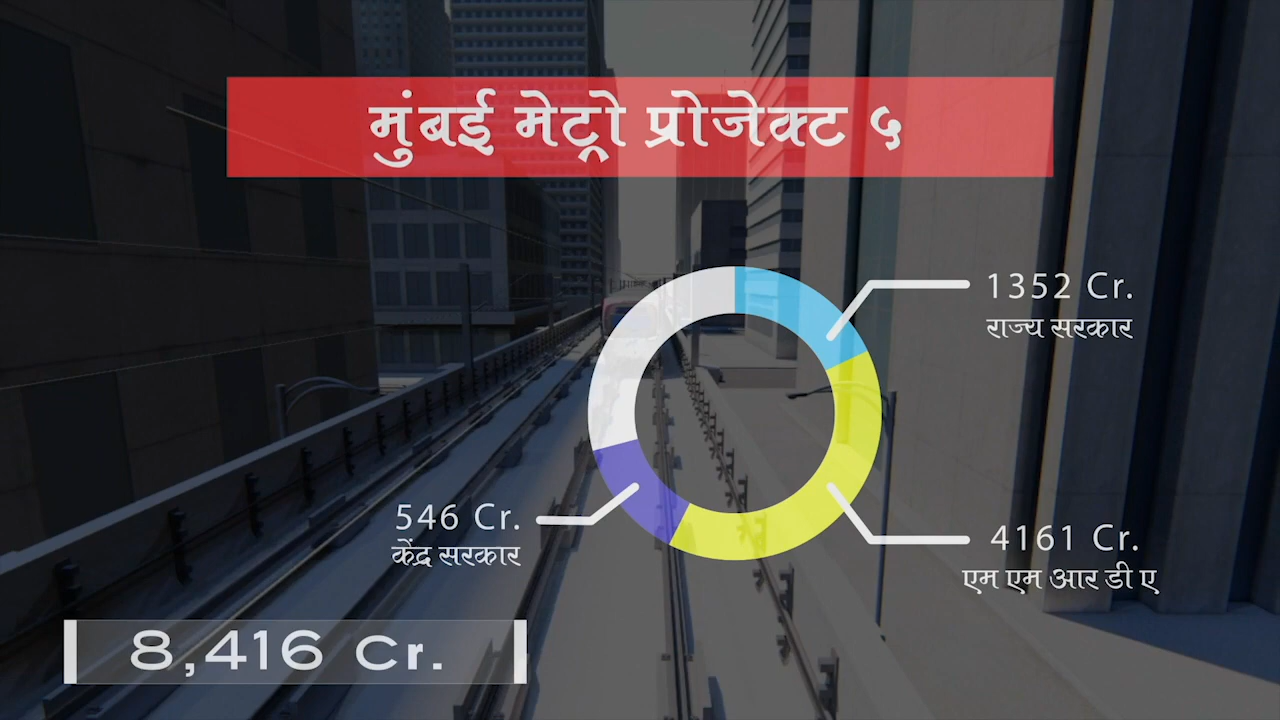 मुंबई मेट्रो प्रोजेक्ट ५
1352 Cr.
राज्य सरकार
546 Cr.
केंद्र सरकार
4161 Cr.
एम एम आर डी ए
8,416 Cr.